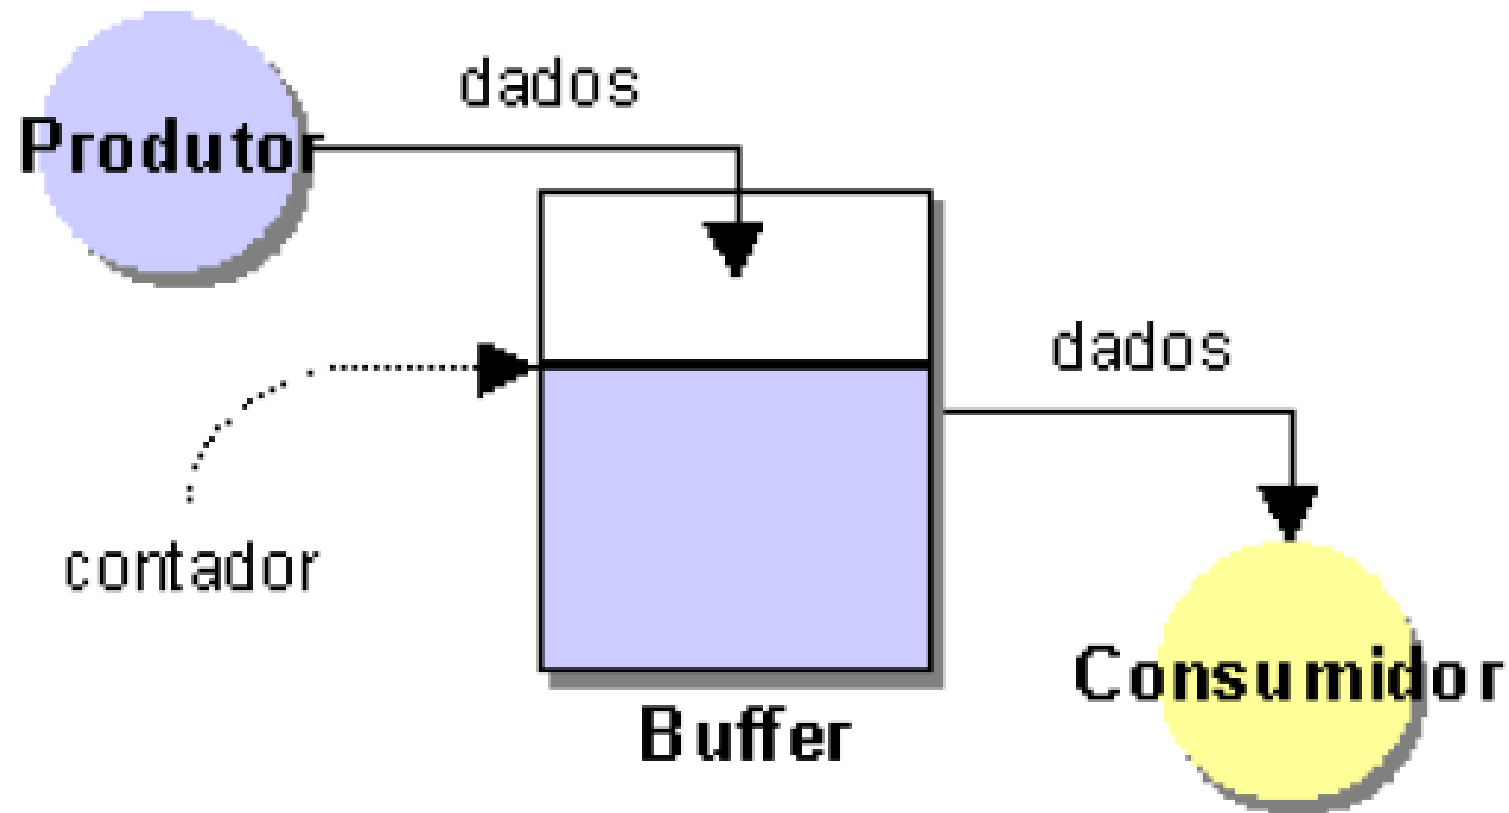 dados
Produtor
dados
contador
Consumidor
Buffer